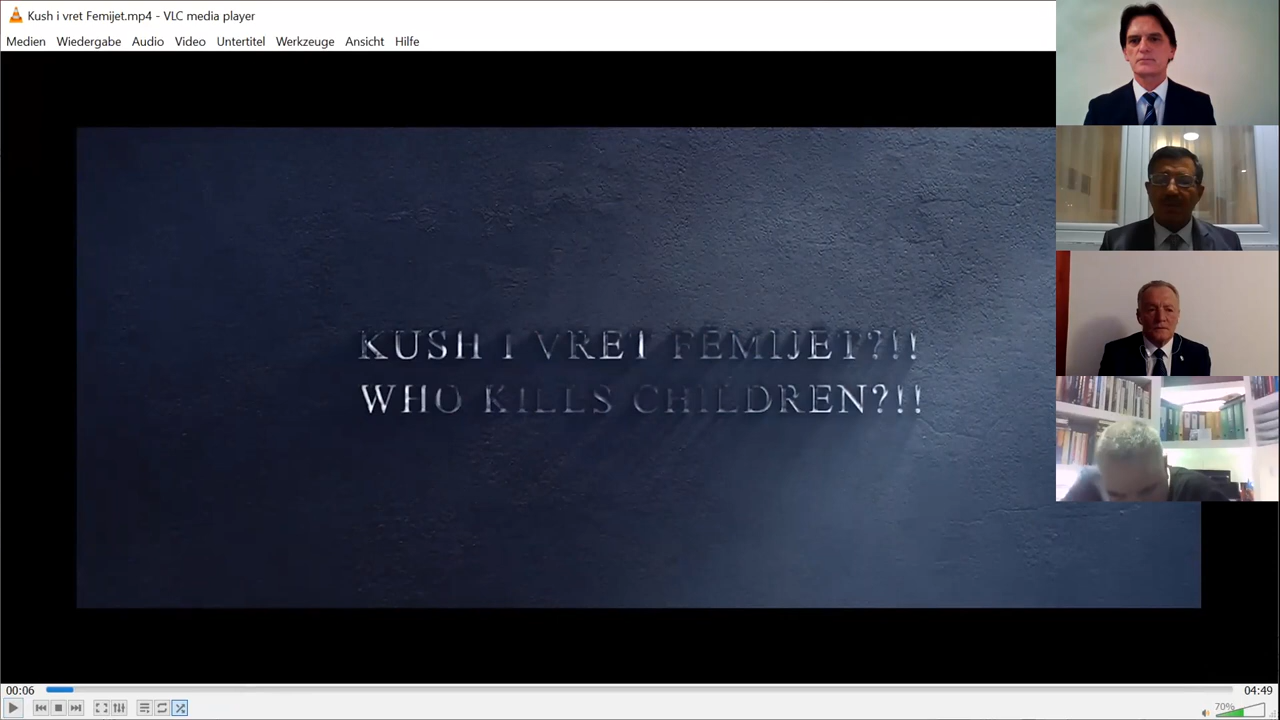 Kush i vret Femijet.mp4 - VLC media player
Medien Wiedergabe Audio Video Untertitel Werkzeuge Ansicht Hilfe
KUSH I VRET FEMIJET?!!
WHO KILLS CHILDREN?!!
00:06
04:49
70%